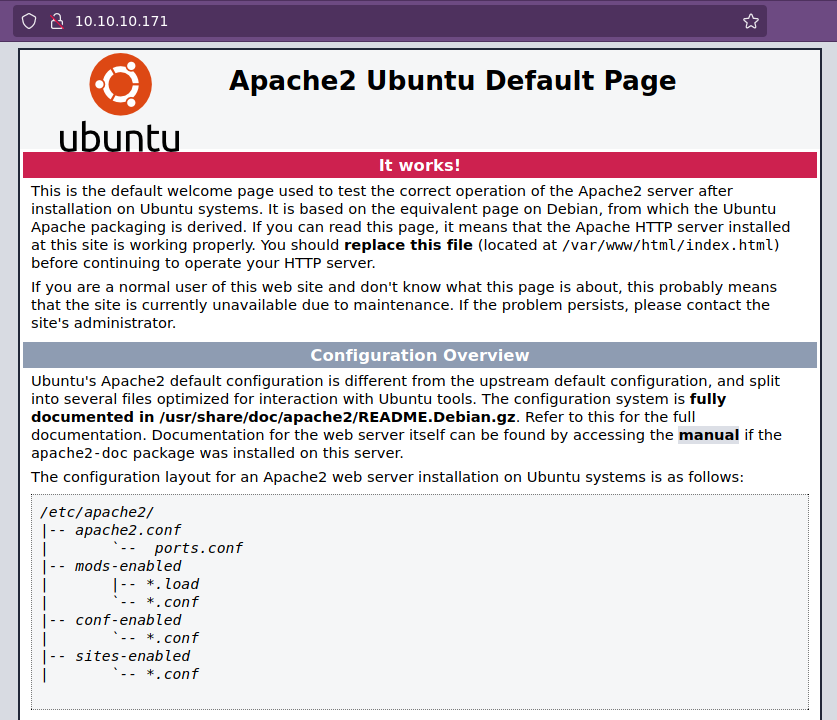 10.10.10.171
Apache2 Ubuntu Default Page
ubuntu
It works!
This is the default welcome page used to test the correct operation of the Apache2 server after
installation on Ubuntu systems. It is based on the equivalent page on Debian, from which the Ubuntu
Apache packaging is derived. If you can read this page, it means that the Apache HTTP server installed
at this site is working properly. You should replace this file (located at /var/www/html/index.html)
before continuing to operate your HTTP server.
If you are a normal user of this web site and don't know what this page is about, this probably means
that the site is currently unavailable due to maintenance. If the problem persists, please contact the
site's administrator.
Configuration Overview
Ubuntu's Apache2 default configuration is different from the upstream default configuration, and split
into several files optimized for interaction with Ubuntu tools. The configuration system is fully
documented in /usr/share/doc/apache2/README.Debian.gz. Refer to this for the full
documentation. Documentation for the web server itself can be found by accessing the manual if the
apache2-doc package was installed on this server.
The configuration layout for an Apache2 web server installation on Ubuntu systems is as follows:
/etc/apache2/
|-- apache2.conf
|       `--  ports.conf
|-- mods-enabled
|       |-- *.load
|       `-- *.conf
|-- conf-enabled
|       `-- *.conf
|-- sites-enabled
|       `-- *.conf